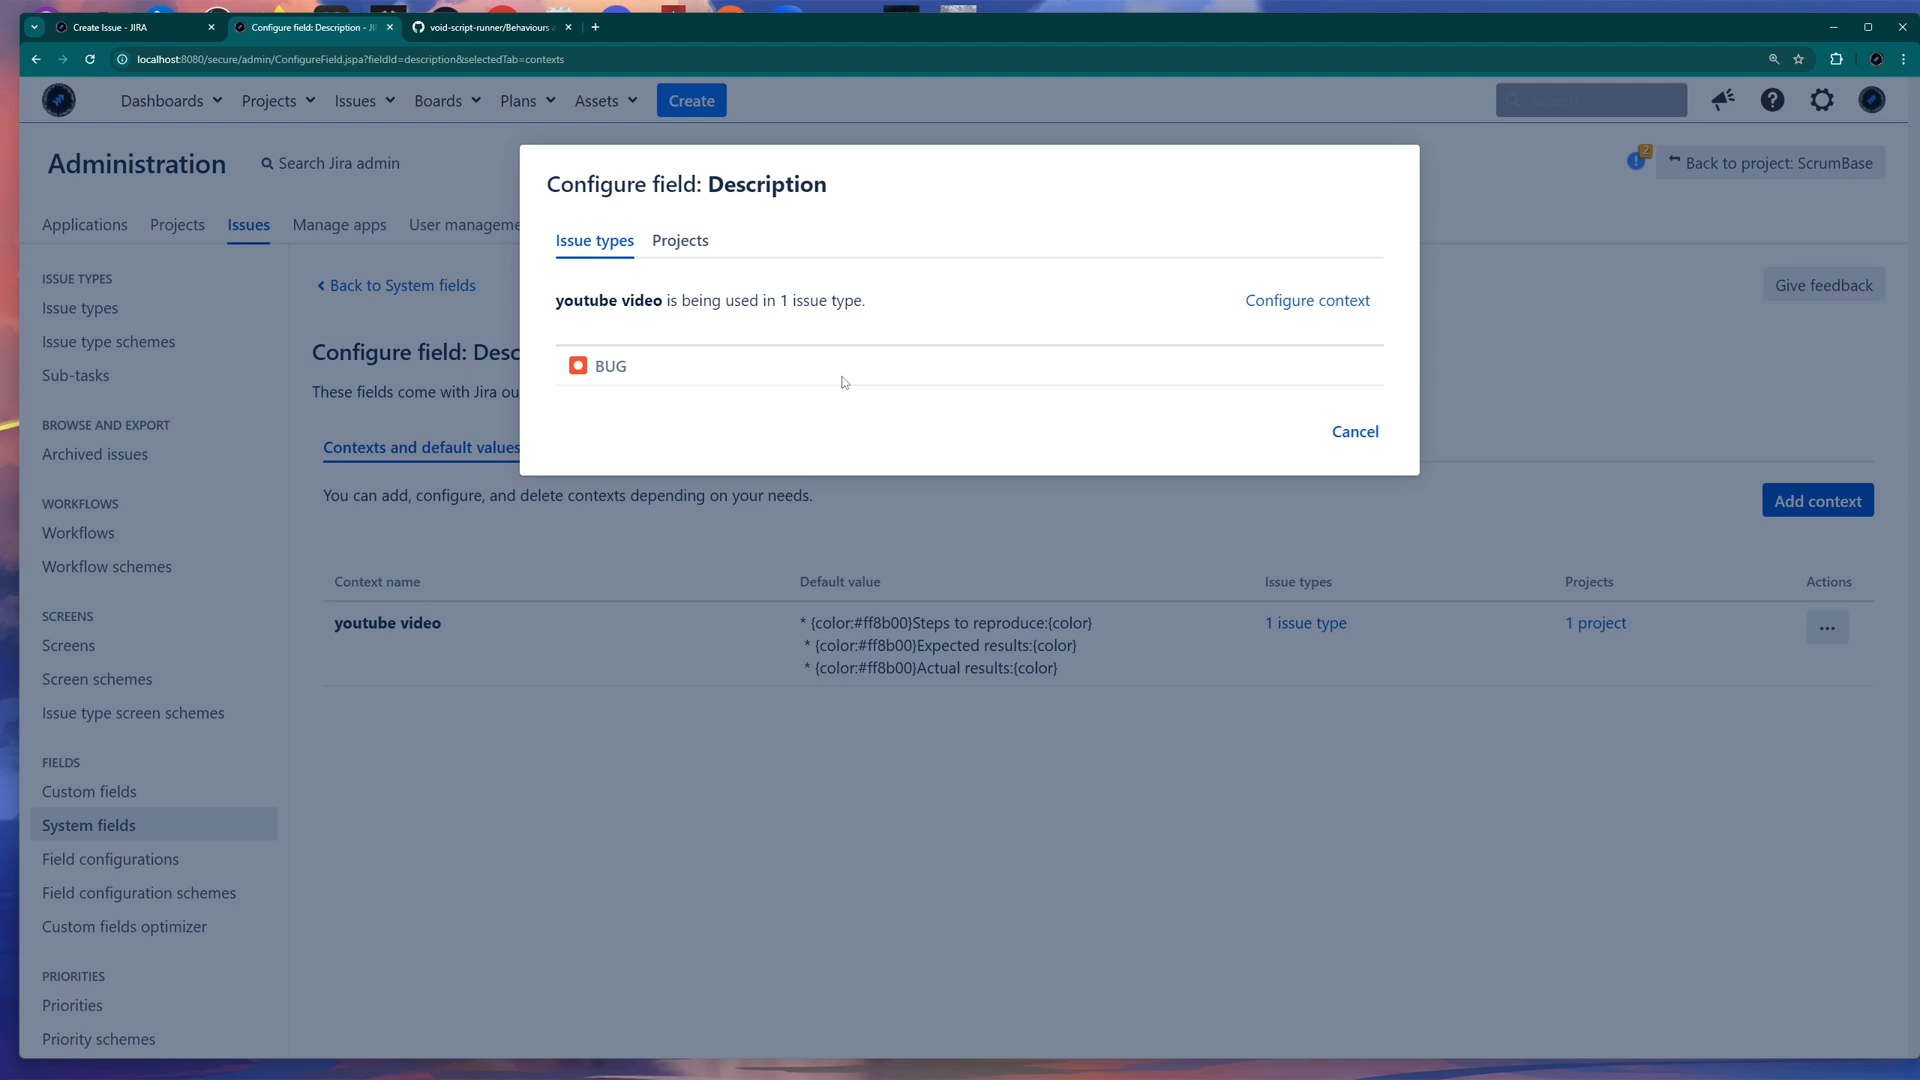 Create Issue - JIRA
Configure field: Description - JI
void-script-runner/Behaviours
localhost:8080/secure/admin/ConfigureField.jspa?fieldId=description&selectedTab=contexts
Dashboards Projects Issues Boards Plans Assets Create
Search
Administration
Search Jira admin
2
Back to project: ScrumBase
Applications Projects Issues Manage apps User manageme
Configure field: Description
Issue types Projects
youtube video is being used in 1 issue type.
Configure context
BUG
Cancel
ISSUE TYPES
Issue types
Issue type schemes
Sub-tasks
BROWSE AND EXPORT
Archived issues
WORKFLOWS
Workflows
Workflow schemes
SCREENS
Screens
Screen schemes
Issue type screen schemes
FIELDS
Custom fields
System fields
Field configurations
Field configuration schemes
Custom fields optimizer
PRIORITIES
Priorities
Priority schemes
Back to System fields
Give feedback
Configure field: Desc
These fields come with Jira ou
Contexts and default values
You can add, configure, and delete contexts depending on your needs.
Add context
Context name Default value Issue types Projects Actions
youtube video
* {color:#ff8b00}Steps to reproduce:{color}
* {color:#ff8b00}Expected results:{color}
* {color:#ff8b00}Actual results:{color}
1 issue type
1 project